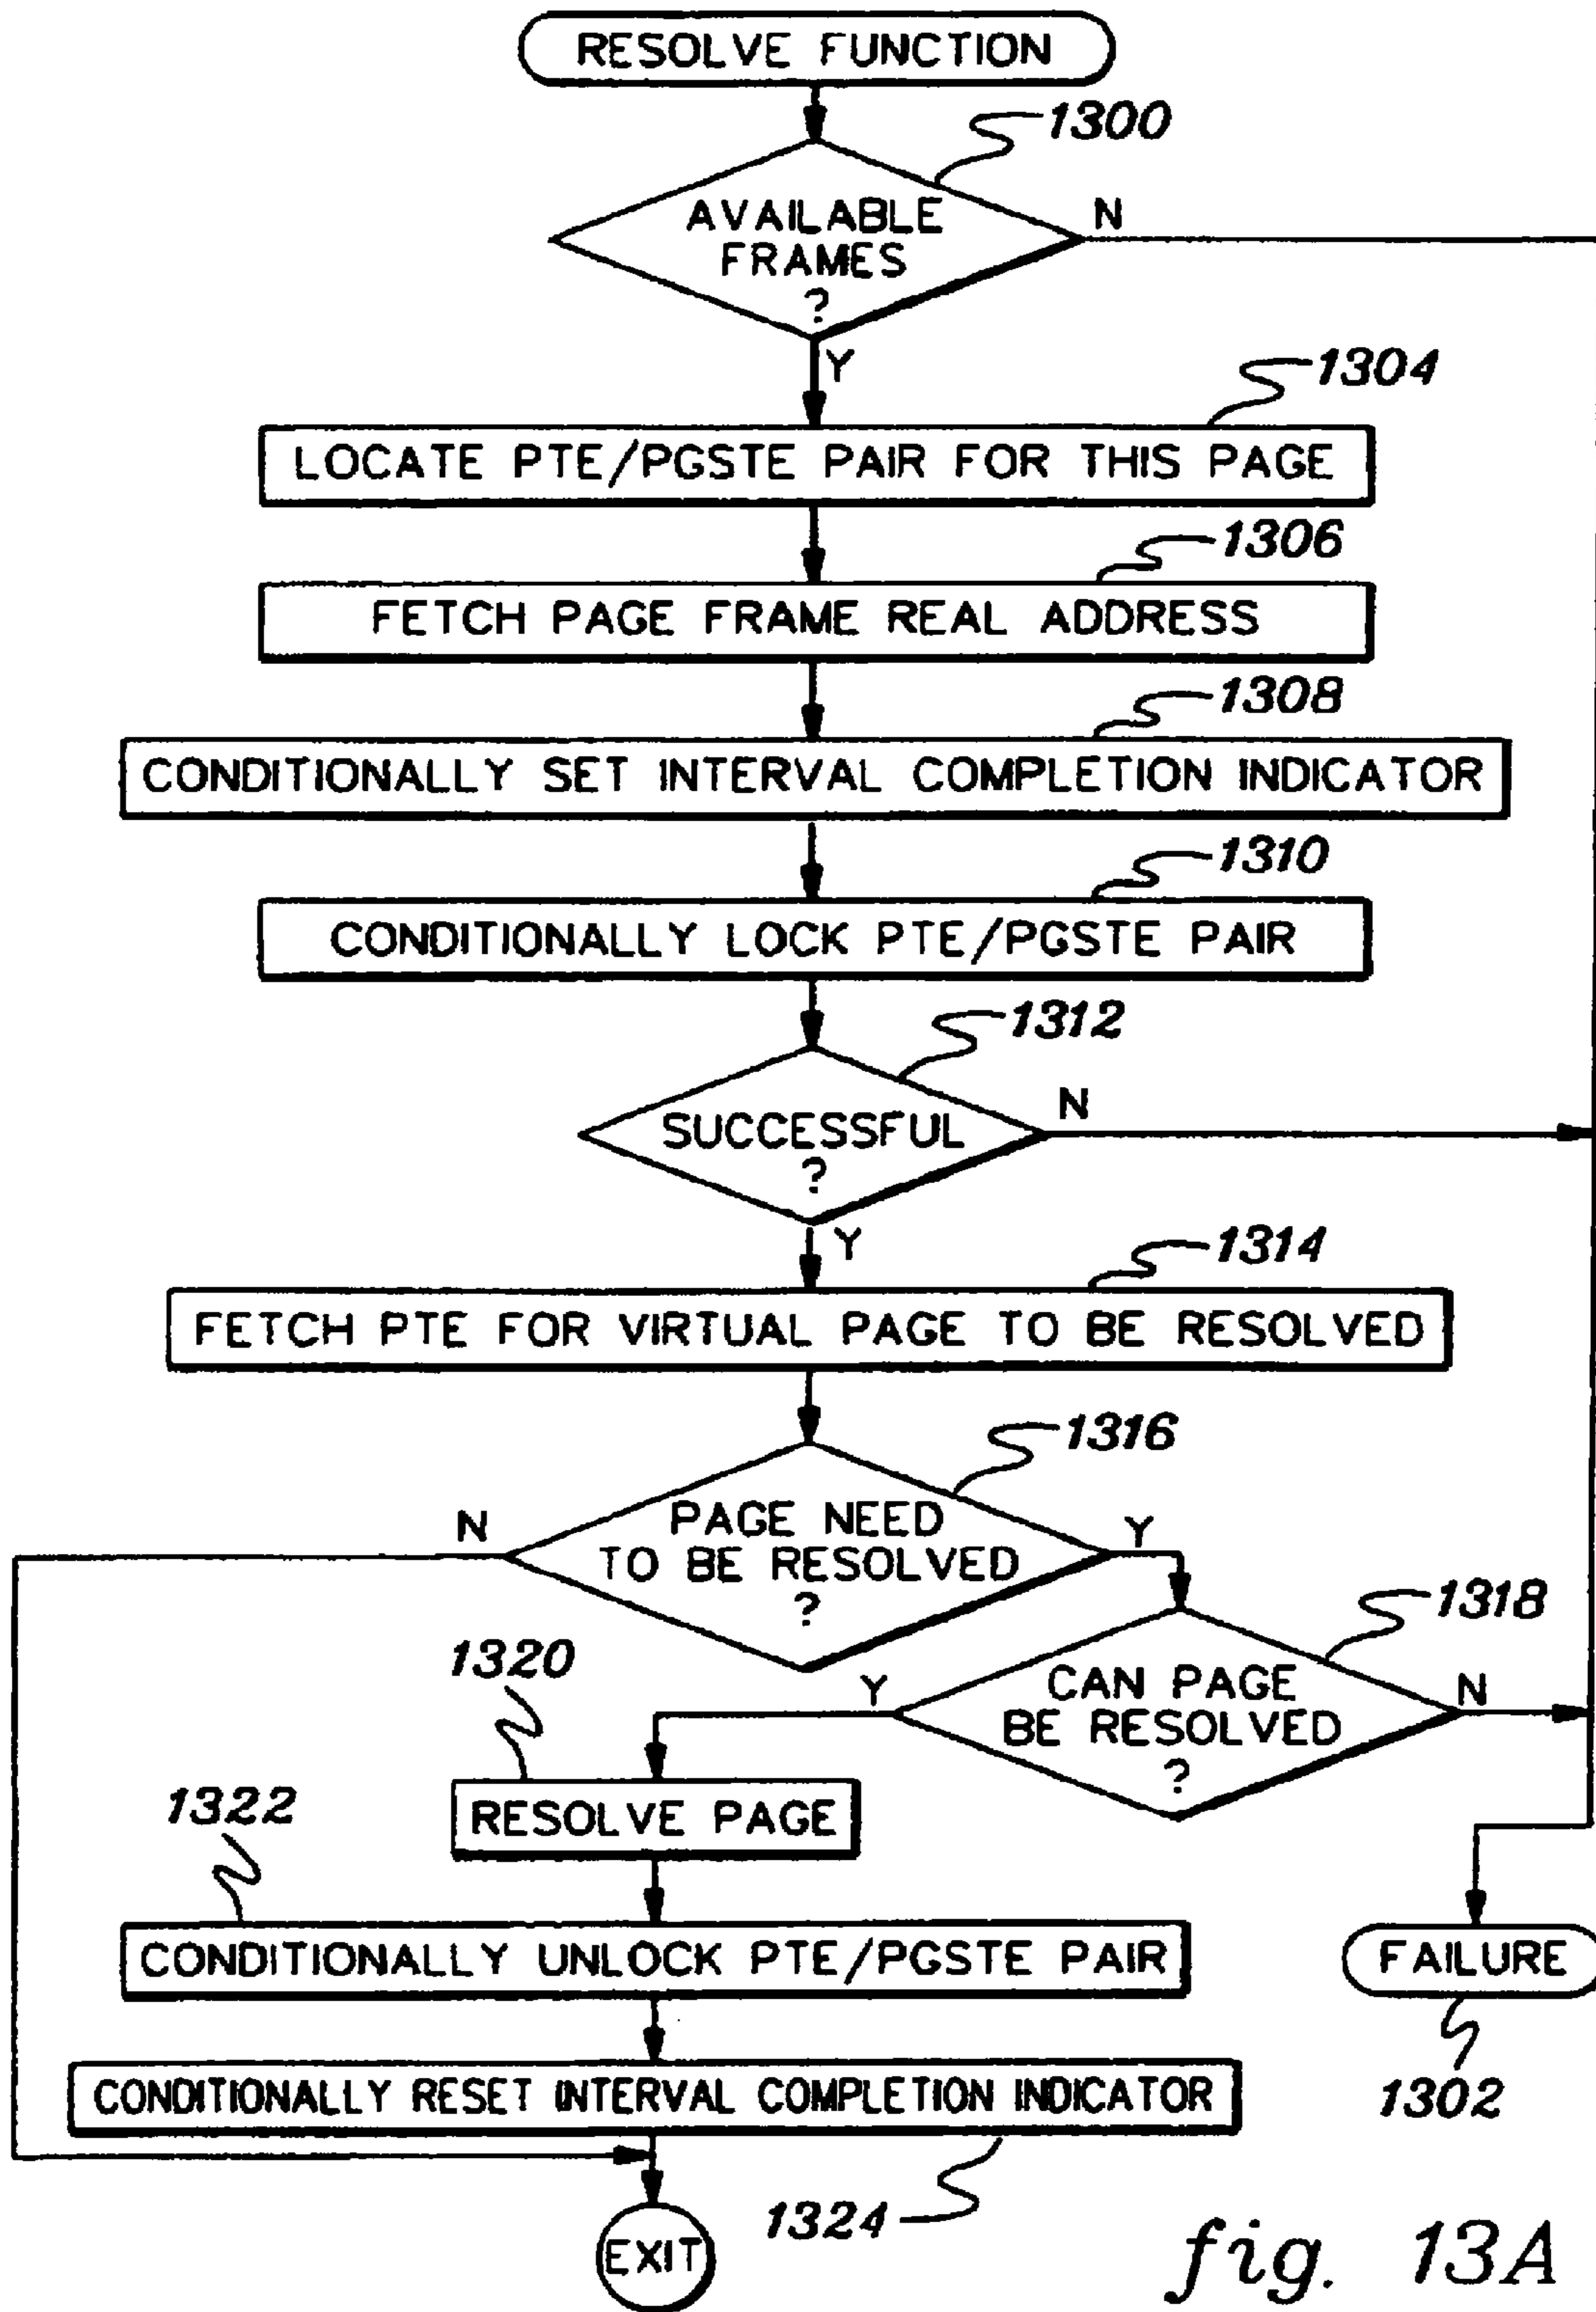 RESOLVE FUNCTION
1300
AVAILABLE
FRAMES
?
N
Y
1304
LOCATE PTE/PGSTE PAIR FOR THIS PAGE
1306
FETCH PAGE FRAME REAL ADDRESS
1308
CONDITIONALLY SET INTERVAL COMPLETION INDICATOR
1310
CONDITIONALLY LOCK PTE/PGSTE PAIR
1312
SUCCESSFUL
?
N
Y
1314
FETCH PTE FOR VIRTUAL PAGE TO BE RESOLVED
1316
PAGE NEED
TO BE RESOLVED
?
N
Y
1318
CAN PAGE
BE RESOLVED
?
Y
N
1320
RESOLVE PAGE
1322
CONDITIONALLY UNLOCK PTE/PGSTE PAIR
FAILURE
1302
CONDITIONALLY RESET INTERVAL COMPLETION INDICATOR
1324
EXIT
fig. 13A